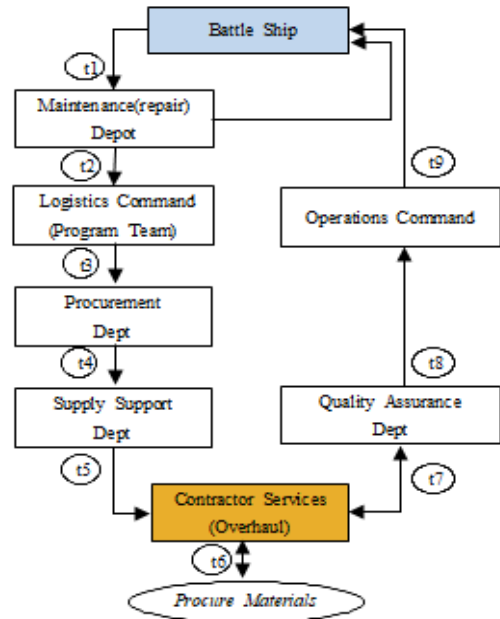 Battle Ship
t1
Maintenance(repair)
Depot
t2
t9
Logistics Command
(Program Team)
Operations Command
t3
Procurement
Dept
t4
t8
Supply Support
Dept
Quality Assurance
Dept
t5
t7
Contractor Services
(Overhaul)
t6
Procure Materials